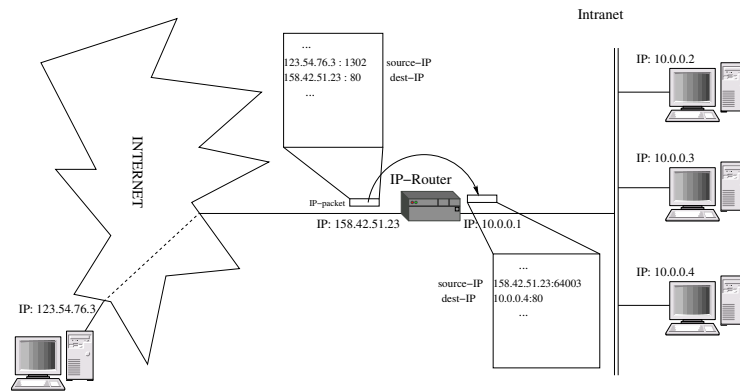 Intranet
...
123.54.76.3 : 1302 source-IP
158.42.51.23 : 80 dest-IP
...
IP: 10.0.0.2
INTERNET
IP-Router
IP: 10.0.0.3
IP-packet
IP: 158.42.51.23
IP: 10.0.0.1
...
source-IP 158.42.51.23:64003
dest-IP 10.0.0.4:80
...
IP: 10.0.0.4
IP: 123.54.76.3